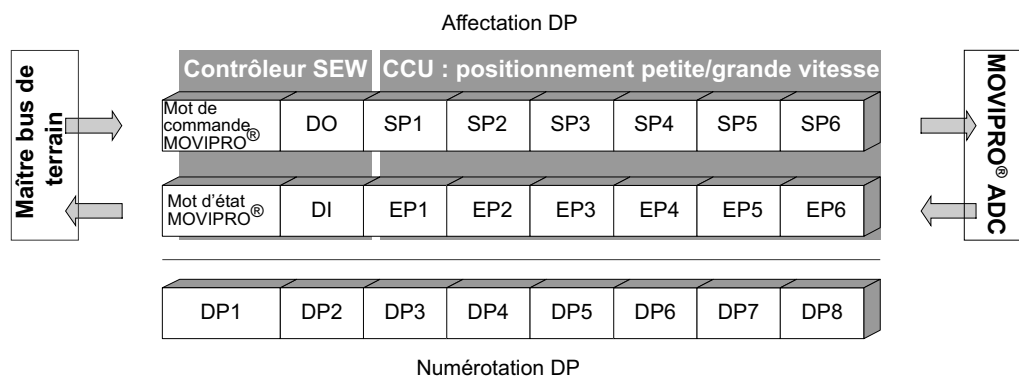 Affectation DP
Maître bus de
terrain
Contrôleur SEW
CCU : positionnement petite/grande vitesse
Mot de
commande
MOVIPRO®
DO
SP1
SP2
SP3
SP4
SP5
SP6
Mot d'état
MOVIPRO®
DI
EP1
EP2
EP3
EP4
EP5
EP6
MOVIPRO® ADC
DP1
DP2
DP3
DP4
DP5
DP6
DP7
DP8
Numérotation DP